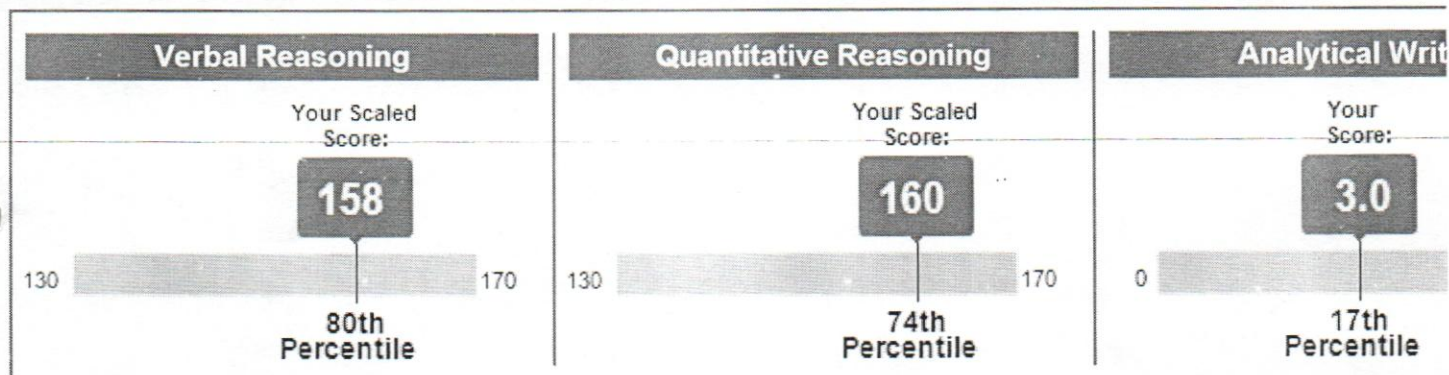 Verbal Reasoning
Your Scaled
Score:
158
130
170
80th
Percentile
Quantitative Reasoning
Your Scaled
Score:
160
130
170
74th
Percentile
Analytical Writ
Your
Score:
3.0
0
17th
Percentile